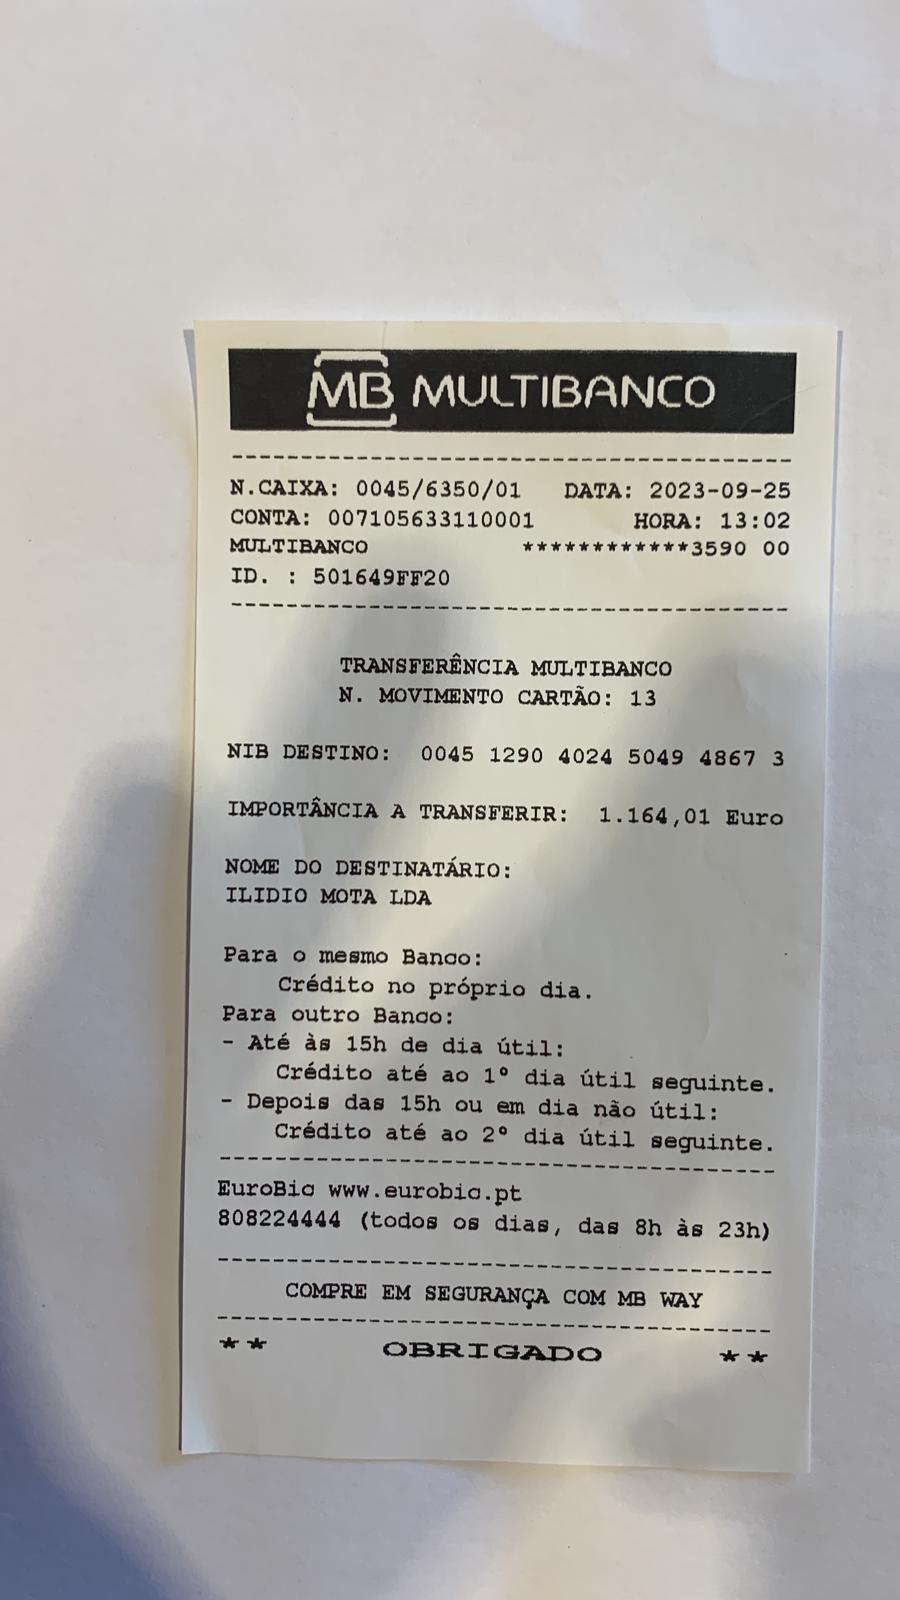 MB MULTIBANCO
N.CAIXA: 0045/6350/01 DATA: 2023-09-25
CONTA: 007105633110001 HORA: 13:02
MULTIBANCO ************3590 00
ID. : 501649FF20
TRANSFERÊNCIA MULTIBANCO
N. MOVIMENTO CARTÃO: 13
NIB DESTINO: 0045 1290 4024 5049 4867 3
IMPORTÂNCIA A TRANSFERIR: 1.164,01 Euro
NOME DO DESTINATÁRIO:
ILIDIO MOTA LDA
Para o mesmo Banco:
Crédito no próprio dia.
Para outro Banco:
- Até às 15h de dia útil:
Crédito até ao 1º dia útil seguinte.
- Depois das 15h ou em dia não útil:
Crédito até ao 2º dia útil seguinte.
EuroBic www.eurobic.pt
808224444 (todos os dias, das 8h às 23h)
COMPRE EM SEGURANÇA COM MB WAY
** OBRIGADO **